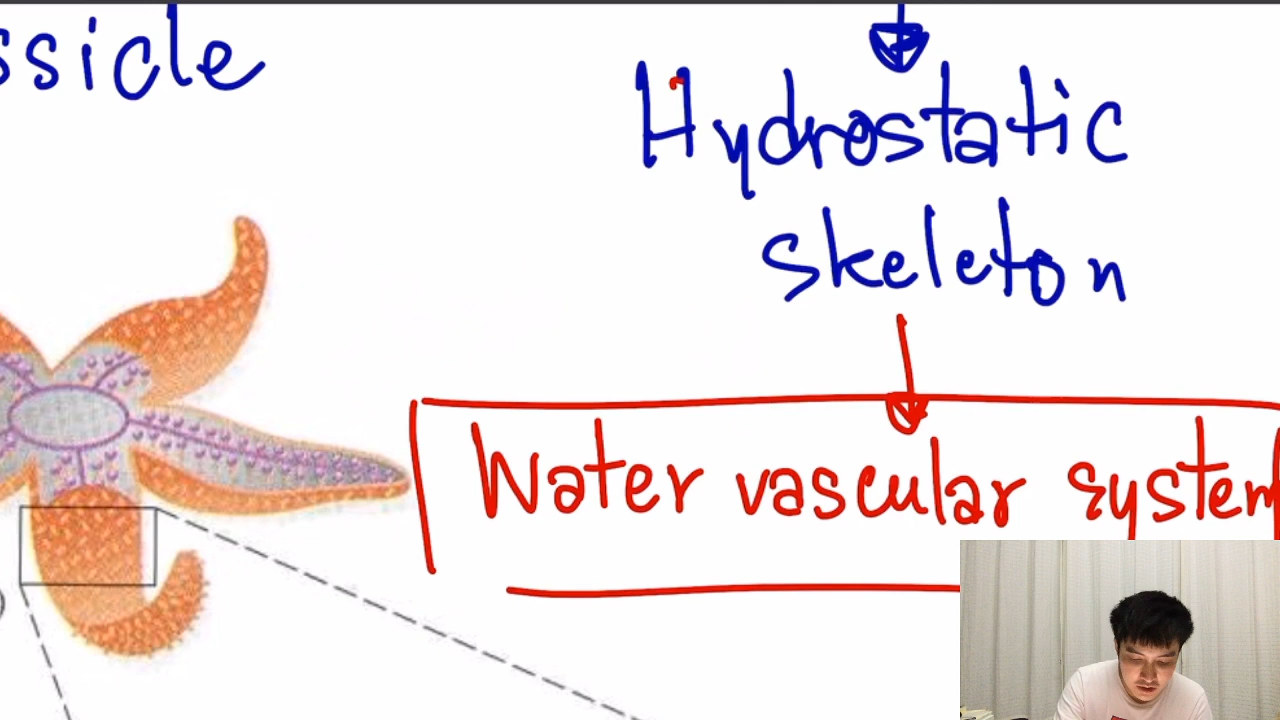 ssicle
Hydrostatic
skeleton
Water vascular system